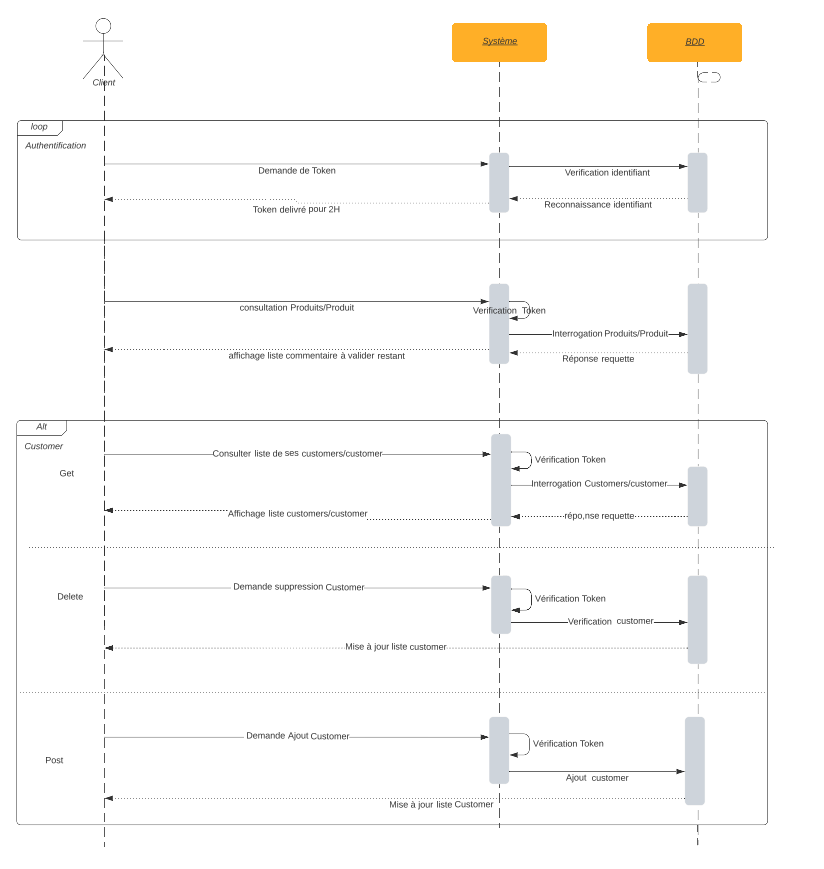 Système
BDD
Client
loop
Authentification
Demande de Token
Verification identifiant
Token delivré pour 2H
Reconnaissance identifiant
consultation Produits/Produit
Verification Token
Interrogation Produits/Produit
affichage liste commentaire à valider restant
Réponse requette
Alt
Customer
Get
Consulter liste de ses customers/customer
Vérification Token
Interrogation Customers/customer
Affichage liste customers/customer
répo,nse requette
Delete
Demande suppression Customer
Vérification Token
Verification customer
Mise à jour liste customer
Post
Demande Ajout Customer
Vérification Token
Ajout customer
Mise à jour liste Customer